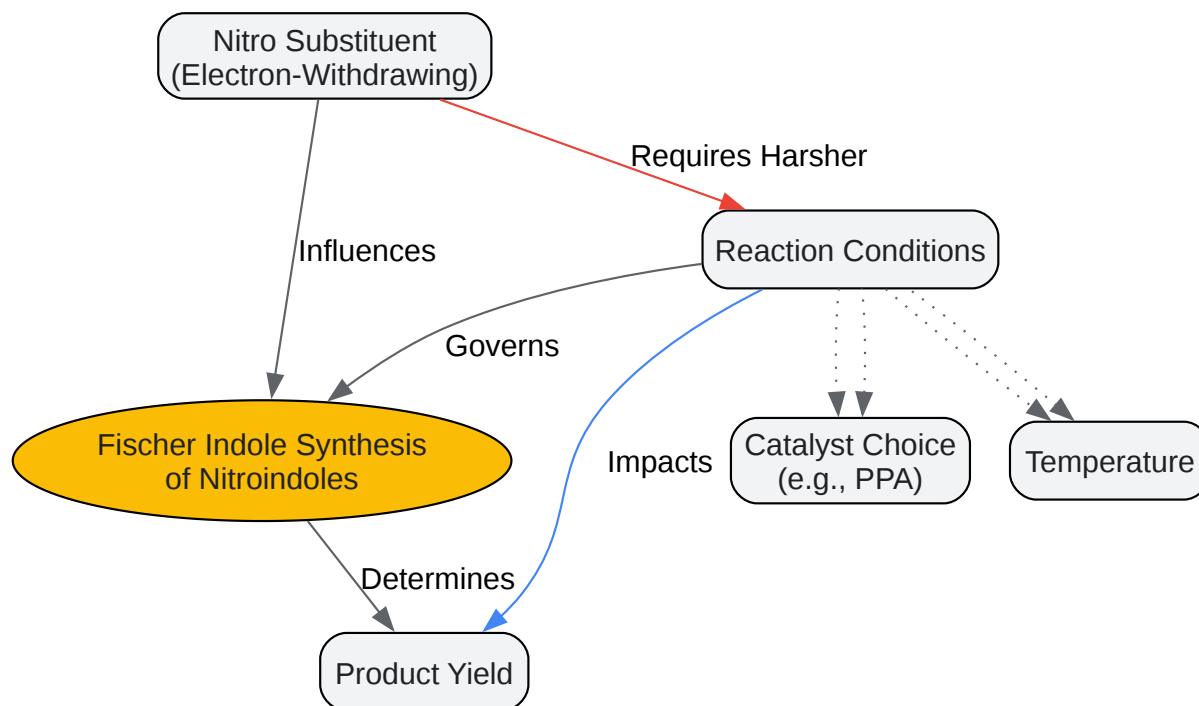 Nitro Substituent
(Electron-Withdrawing)
Requires Harsher
Reaction Conditions
Influences
Governs
Fischer Indole Synthesis
of Nitroindoles
Impacts
Catalyst Choice
(e.g., PPA)
Temperature
Determines
Product Yield